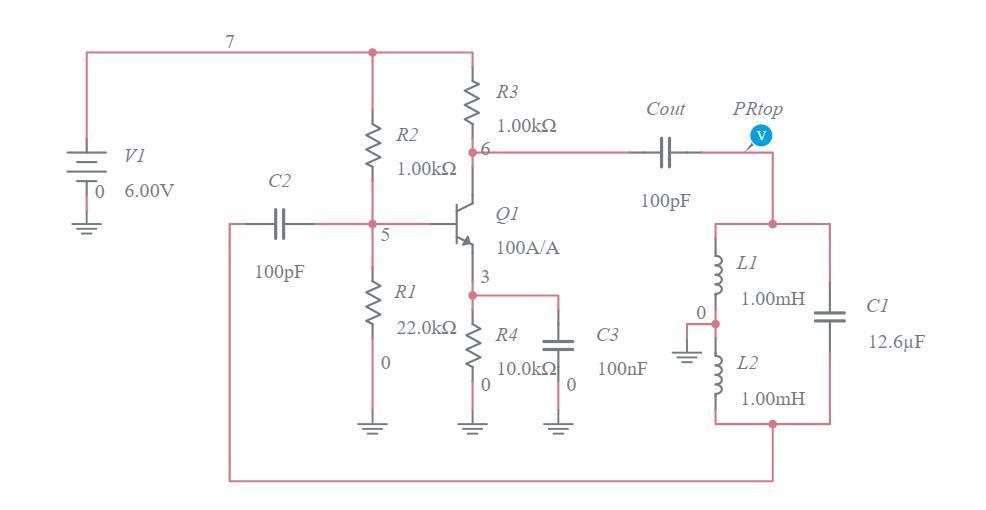 7
R3
1.00kΩ
Cout
PRtop
V
R2
1.00kΩ
6
V1
6.00V
0
C2
100pF
Q1
100A/A
100pF
5
3
L1
1.00mH
R1
22.0kΩ
0
C1
12.6μF
R4
10.0kΩ
C3
100nF
L2
1.00mH
0
0
0